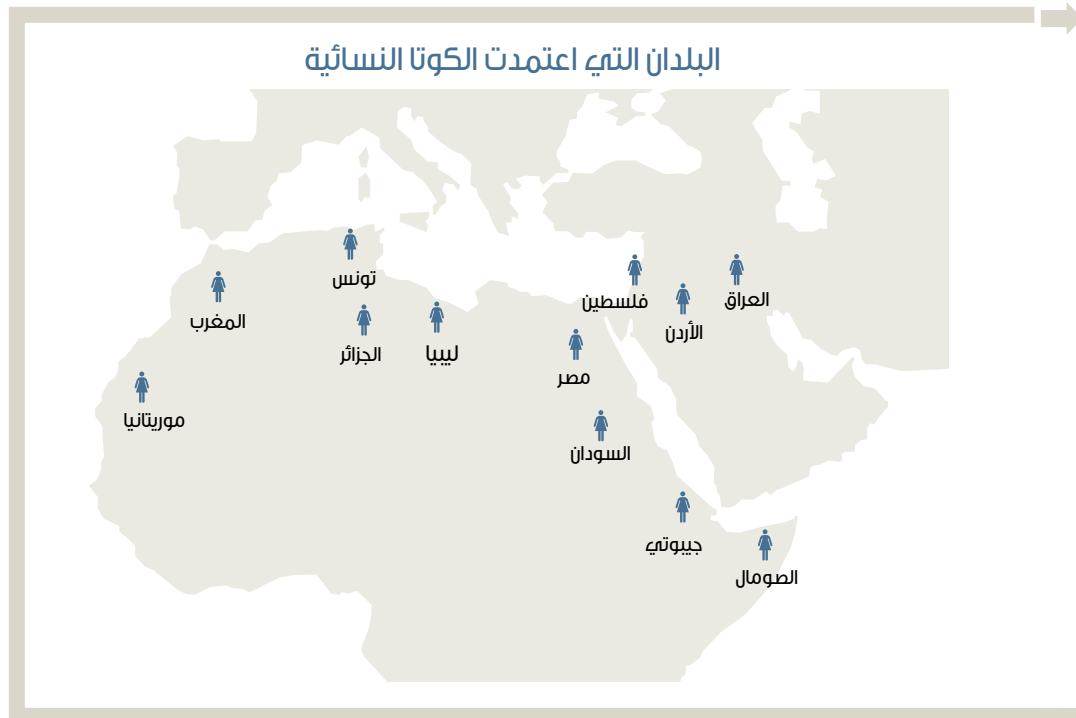 البلدان التي اعتمدت الكوتا النسائية
تونس
فلسطين
العراق
المغرب
الأردن
الجزائر
ليبيا
مصر
موريتانيا
السودان
جيبوتي
الصومال